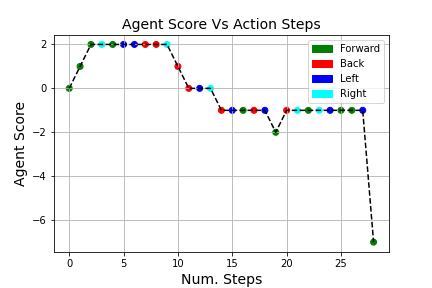 Agent Score Vs Action Steps
2
0
−2
−4
−6
Agent Score
Forward
Back
Left
Right
0 5 10 15 20 25
Num. Steps